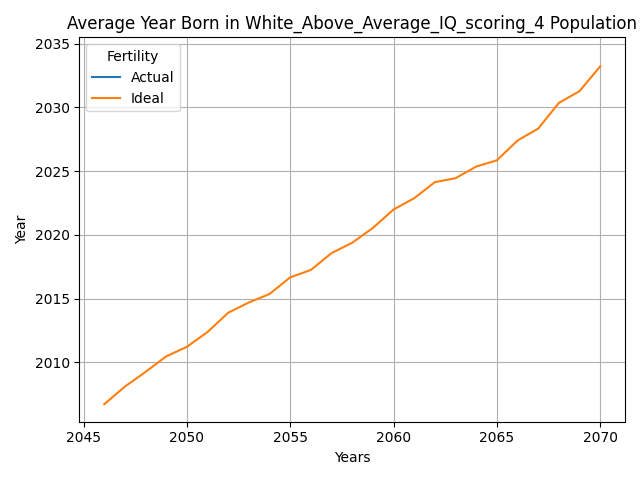 Average Year Born in White_Above_Average_IQ_scoring_4 Population
Fertility
Actual
Ideal
2035
2030
2025
2020
2015
2010
Year
2045 2050 2055 2060 2065 2070
Years